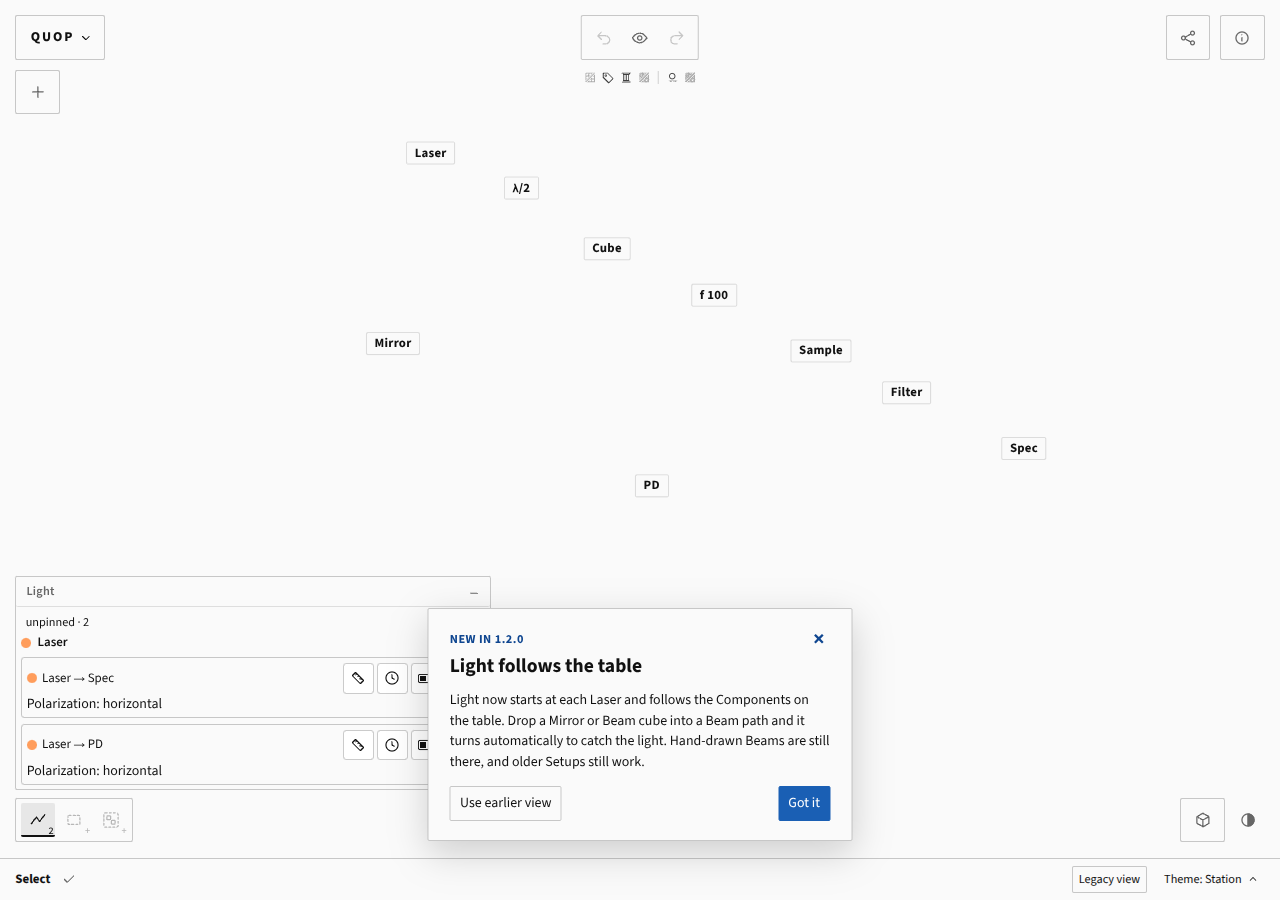 QUOP
Laser
λ/2
Cube
f 100
Mirror
Sample
Filter
Spec
PD
Light
unpinned · 2
Laser
Laser → Spec
Polarization: horizontal
Laser → PD
Polarization: horizontal
NEW IN 1.2.0
Light follows the table
Light now starts at each Laser and follows the Components on
the table. Drop a Mirror or Beam cube into a Beam path and it
turns automatically to catch the light. Hand-drawn Beams are still
there, and older Setups still work.
Use earlier view
Got it
2
Select
Legacy view
Theme: Station